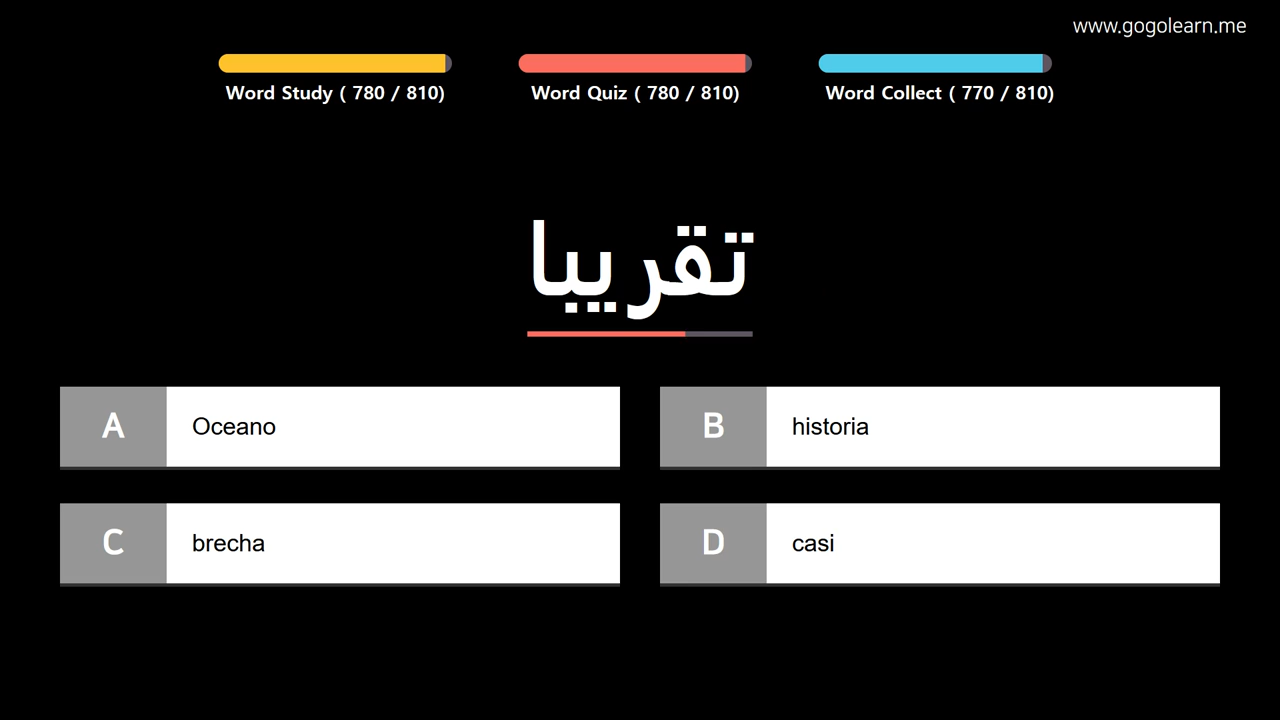 www.gogolearn.me
Word Study ( 780 / 810)
Word Quiz ( 780 / 810)
Word Collect ( 770 / 810)
تقريبا
A Oceano
B historia
C brecha
D casi